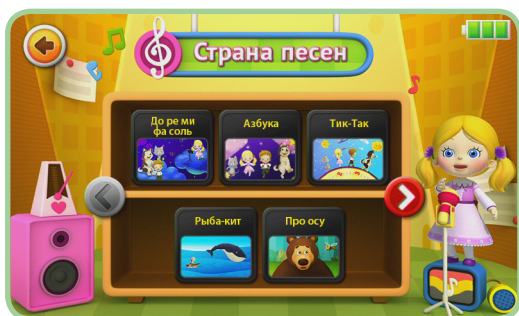 Страна песен
До ре ми
фа соль
Азбука
Тик-Так
Рыба-кит
Про осу